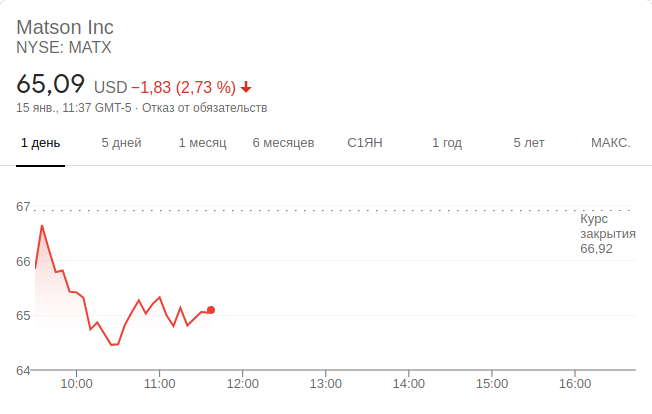 Matson Inc
NYSE: MATX
65,09 USD −1,83 (2,73 %)
15 янв., 11:37 GMT-5 · Отказ от обязательств
1 день 5 дней 1 месяц 6 месяцев С1ЯН 1 год 5 лет МАКС.
67
Курс
закрытия
66,92
66
65
64
10:00 11:00 12:00 13:00 14:00 15:00 16:00